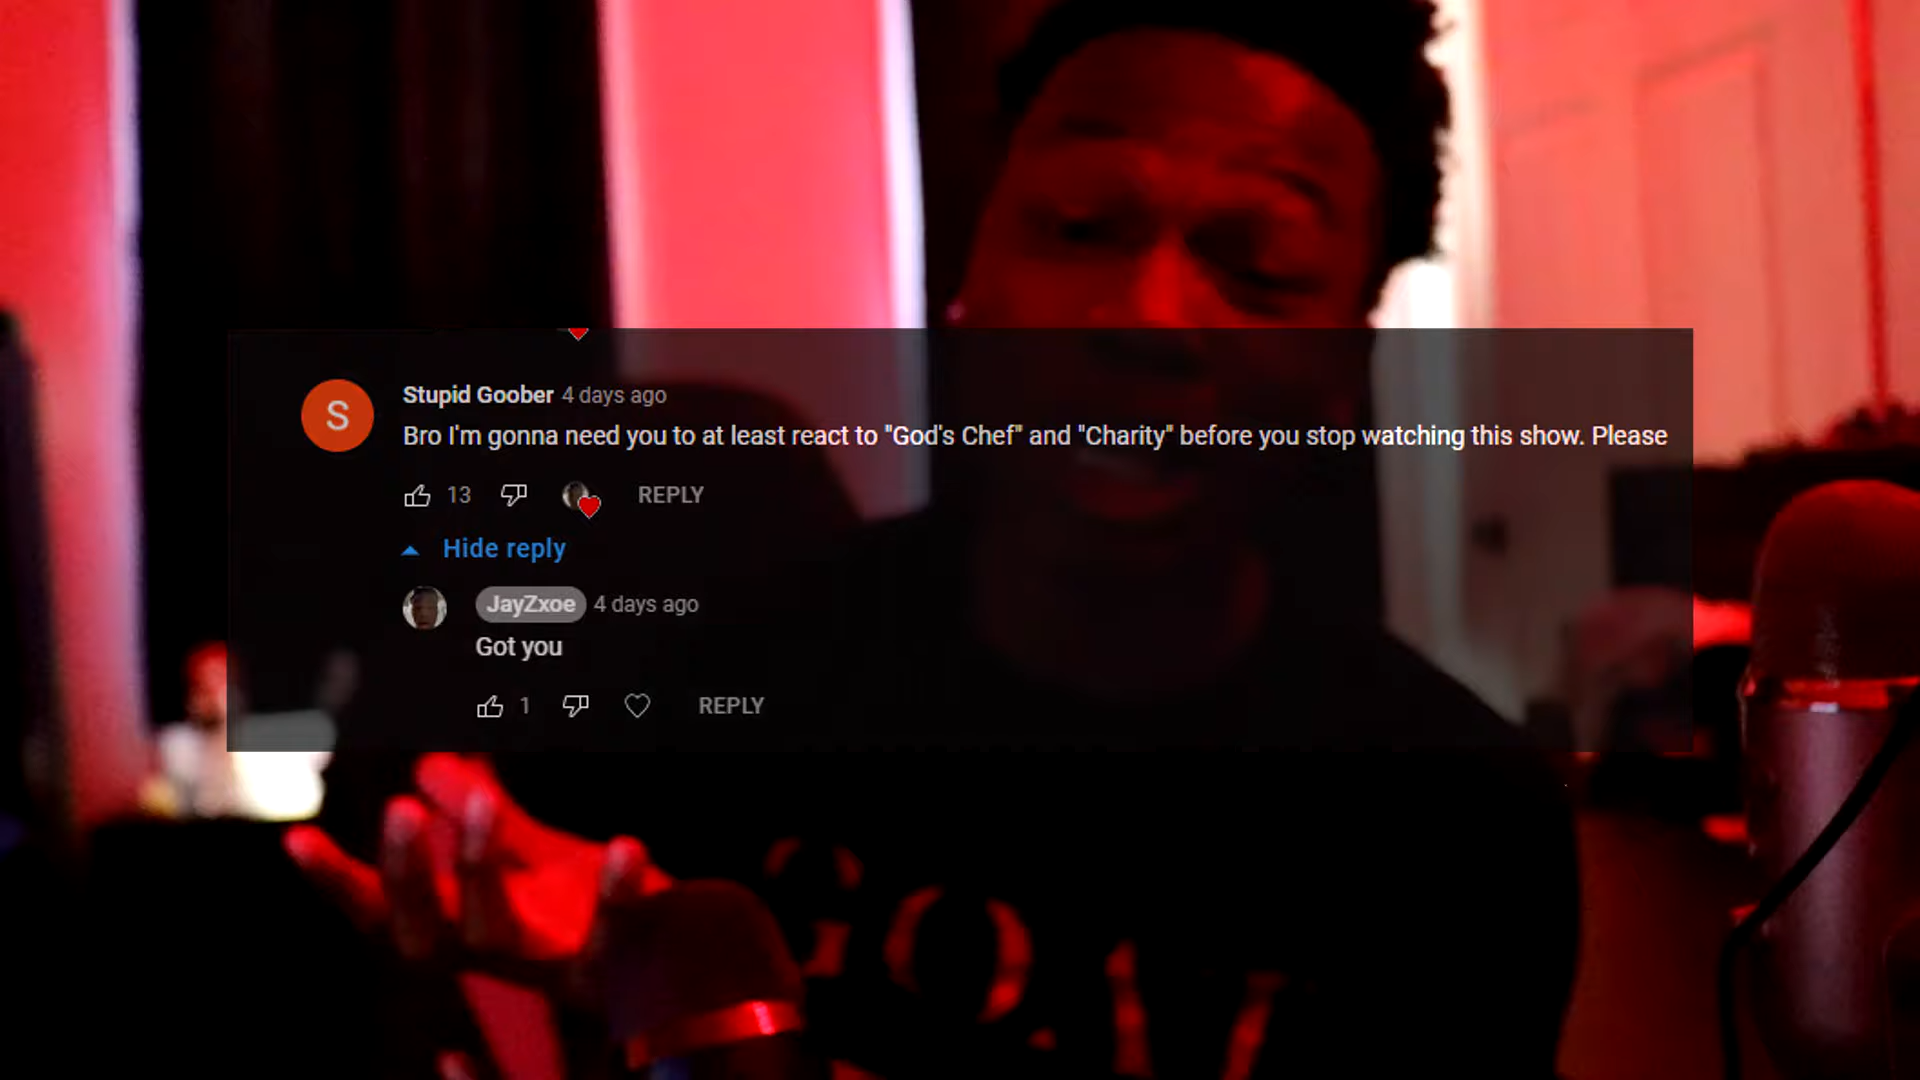 Stupid Goober 4 days ago
Bro I'm gonna need you to at least react to "God's Chef" and "Charity" before you stop watching this show. Please
13 REPLY
Hide reply
JayZxoe 4 days ago
Got you
1 REPLY